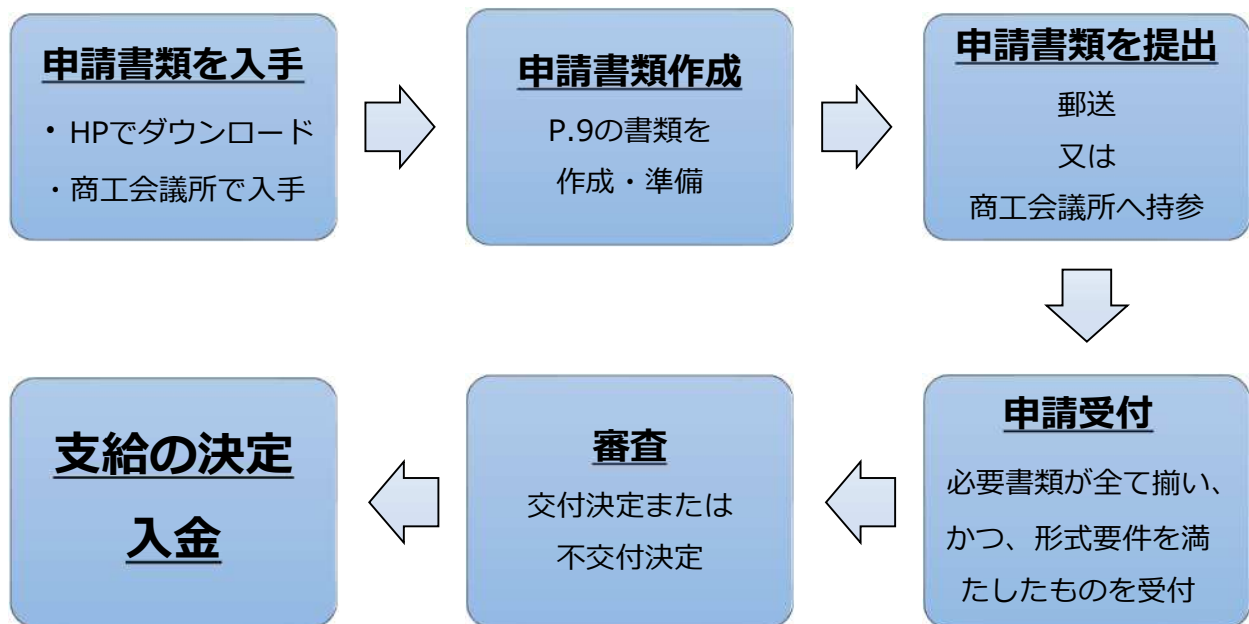 申請書類を入手
・ HPでダウンロード
・商工会議所で入手
申請書類作成
P.9の書類を
作成・準備
申請書類を提出
郵送
又は
商工会議所へ持参
申請受付
必要書類が全て揃い、
かつ、形式要件を満
たしたものを受付
審査
交付決定または
不交付決定
支給の決定
入金